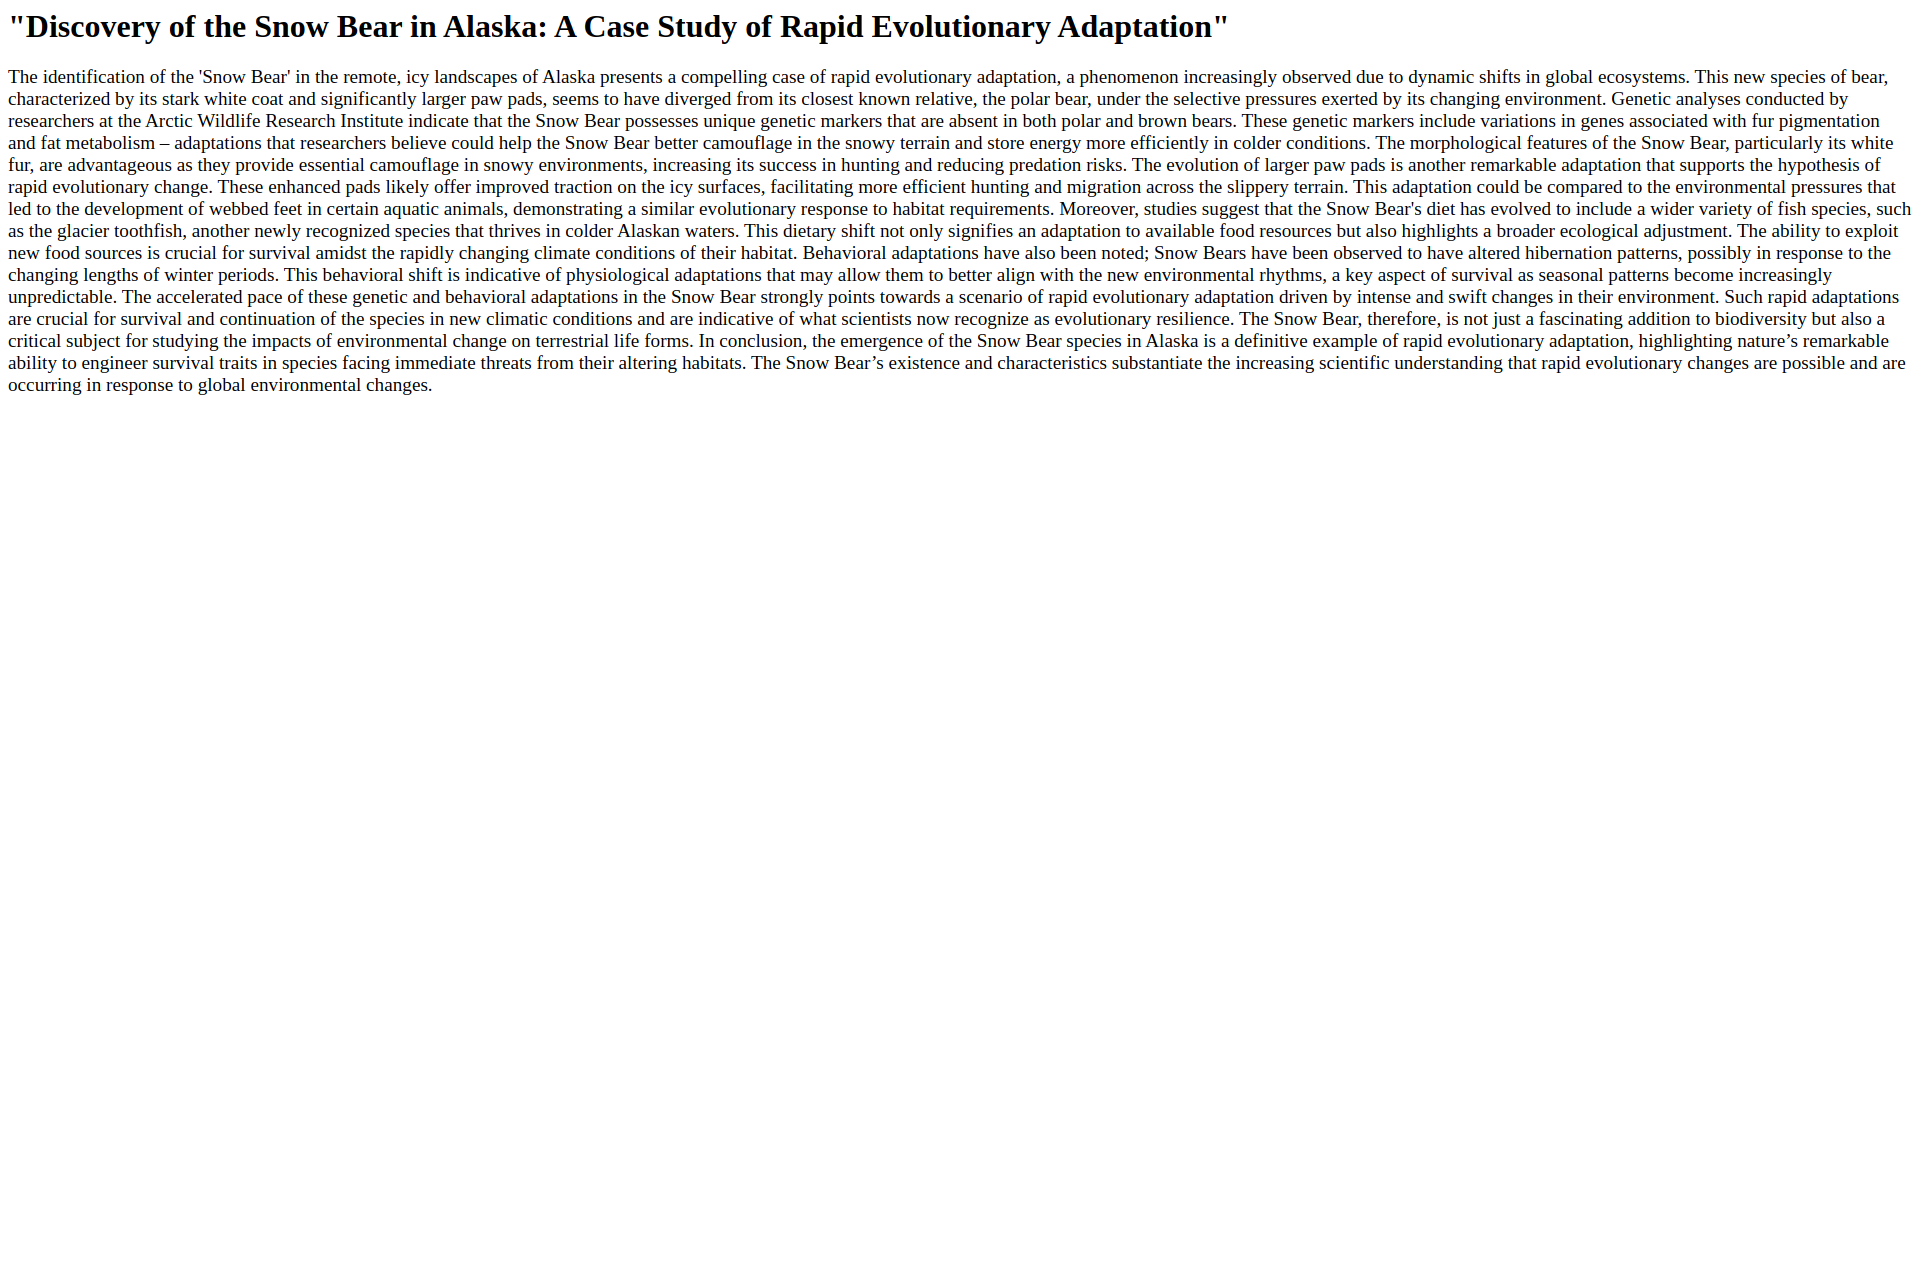 "Discovery of the Snow Bear in Alaska: A Case Study of Rapid Evolutionary Adaptation"
The identification of the 'Snow Bear' in the remote, icy landscapes of Alaska presents a compelling case of rapid evolutionary adaptation, a phenomenon increasingly observed due to dynamic shifts in global ecosystems. This new species of bear,
characterized by its stark white coat and significantly larger paw pads, seems to have diverged from its closest known relative, the polar bear, under the selective pressures exerted by its changing environment. Genetic analyses conducted by
researchers at the Arctic Wildlife Research Institute indicate that the Snow Bear possesses unique genetic markers that are absent in both polar and brown bears. These genetic markers include variations in genes associated with fur pigmentation
and fat metabolism – adaptations that researchers believe could help the Snow Bear better camouflage in the snowy terrain and store energy more efficiently in colder conditions. The morphological features of the Snow Bear, particularly its white
fur, are advantageous as they provide essential camouflage in snowy environments, increasing its success in hunting and reducing predation risks. The evolution of larger paw pads is another remarkable adaptation that supports the hypothesis of
rapid evolutionary change. These enhanced pads likely offer improved traction on the icy surfaces, facilitating more efficient hunting and migration across the slippery terrain. This adaptation could be compared to the environmental pressures that
led to the development of webbed feet in certain aquatic animals, demonstrating a similar evolutionary response to habitat requirements. Moreover, studies suggest that the Snow Bear's diet has evolved to include a wider variety of fish species, such
as the glacier toothfish, another newly recognized species that thrives in colder Alaskan waters. This dietary shift not only signifies an adaptation to available food resources but also highlights a broader ecological adjustment. The ability to exploit
new food sources is crucial for survival amidst the rapidly changing climate conditions of their habitat. Behavioral adaptations have also been noted; Snow Bears have been observed to have altered hibernation patterns, possibly in response to the
changing lengths of winter periods. This behavioral shift is indicative of physiological adaptations that may allow them to better align with the new environmental rhythms, a key aspect of survival as seasonal patterns become increasingly
unpredictable. The accelerated pace of these genetic and behavioral adaptations in the Snow Bear strongly points towards a scenario of rapid evolutionary adaptation driven by intense and swift changes in their environment. Such rapid adaptations
are crucial for survival and continuation of the species in new climatic conditions and are indicative of what scientists now recognize as evolutionary resilience. The Snow Bear, therefore, is not just a fascinating addition to biodiversity but also a
critical subject for studying the impacts of environmental change on terrestrial life forms. In conclusion, the emergence of the Snow Bear species in Alaska is a definitive example of rapid evolutionary adaptation, highlighting nature’s remarkable
ability to engineer survival traits in species facing immediate threats from their altering habitats. The Snow Bear’s existence and characteristics substantiate the increasing scientific understanding that rapid evolutionary changes are possible and are
occurring in response to global environmental changes.